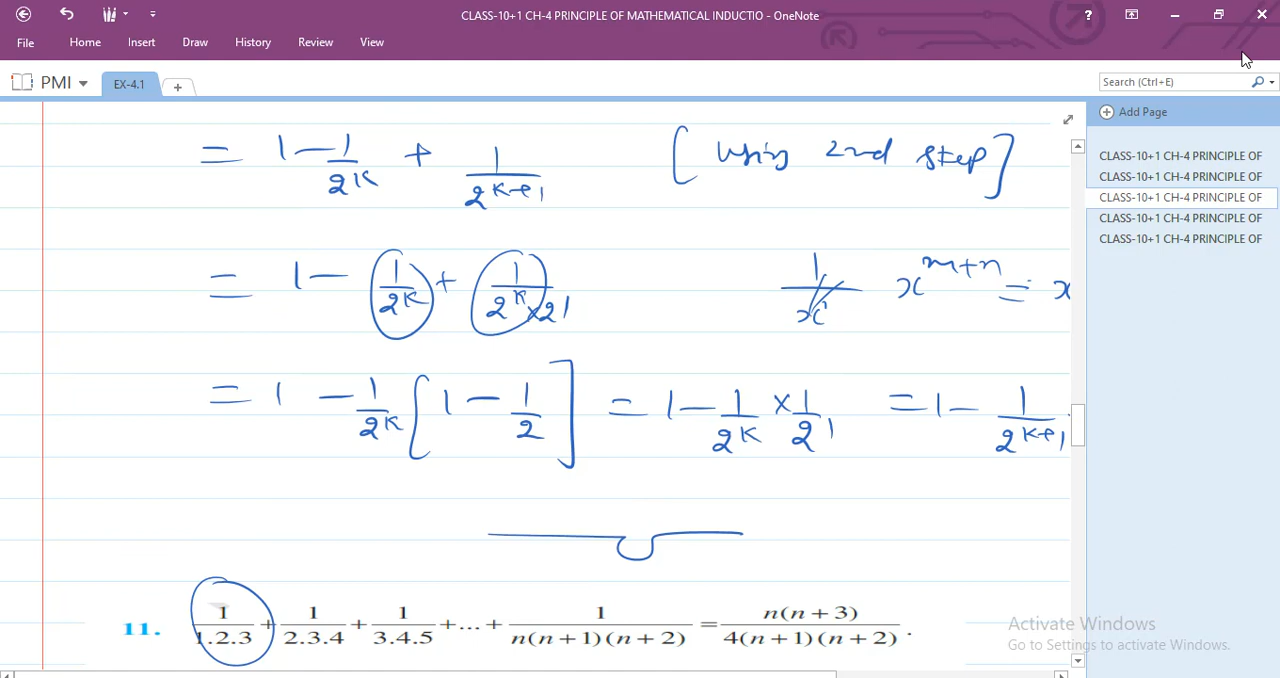 CLASS-10+1 CH-4 PRINCIPLE OF MATHEMATICAL INDUCTIO - OneNote
?
File Home Insert Draw History Review View
PMI EX-4.1 +
Search (Ctrl+E)
Add Page
CLASS-10+1 CH-4 PRINCIPLE OF
CLASS-10+1 CH-4 PRINCIPLE OF
CLASS-10+1 CH-4 PRINCIPLE OF
CLASS-10+1 CH-4 PRINCIPLE OF
CLASS-10+1 CH-4 PRINCIPLE OF
= 1 - 1/2^K + 1/2^(K+1) [using 2nd step]
= 1 - 1/2^K + 1/(2^K × 2^1) 1/x^1 x^(m+n) = x
= 1 - 1/2^K [1 - 1/2] = 1 - 1/2^K × 1/2^1 = 1 - 1/2^(K+1)
11. 1/1.2.3 + 1/2.3.4 + 1/3.4.5 + ... + 1/n(n+1)(n+2) = n(n+3)/4(n+1)(n+2) .
Activate Windows
Go to Settings to activate Windows.